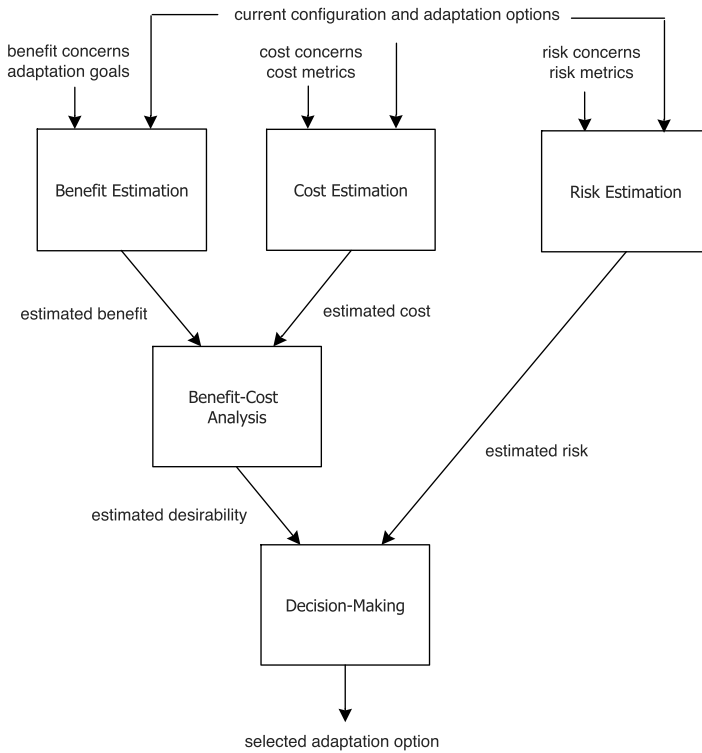 current configuration and adaptation options
benefit concerns
adaptation goals
cost concerns
cost metrics
risk concerns
risk metrics
Benefit Estimation
Cost Estimation
Risk Estimation
estimated benefit
estimated cost
Benefit-Cost
Analysis
estimated risk
estimated desirability
Decision-Making
selected adaptation option